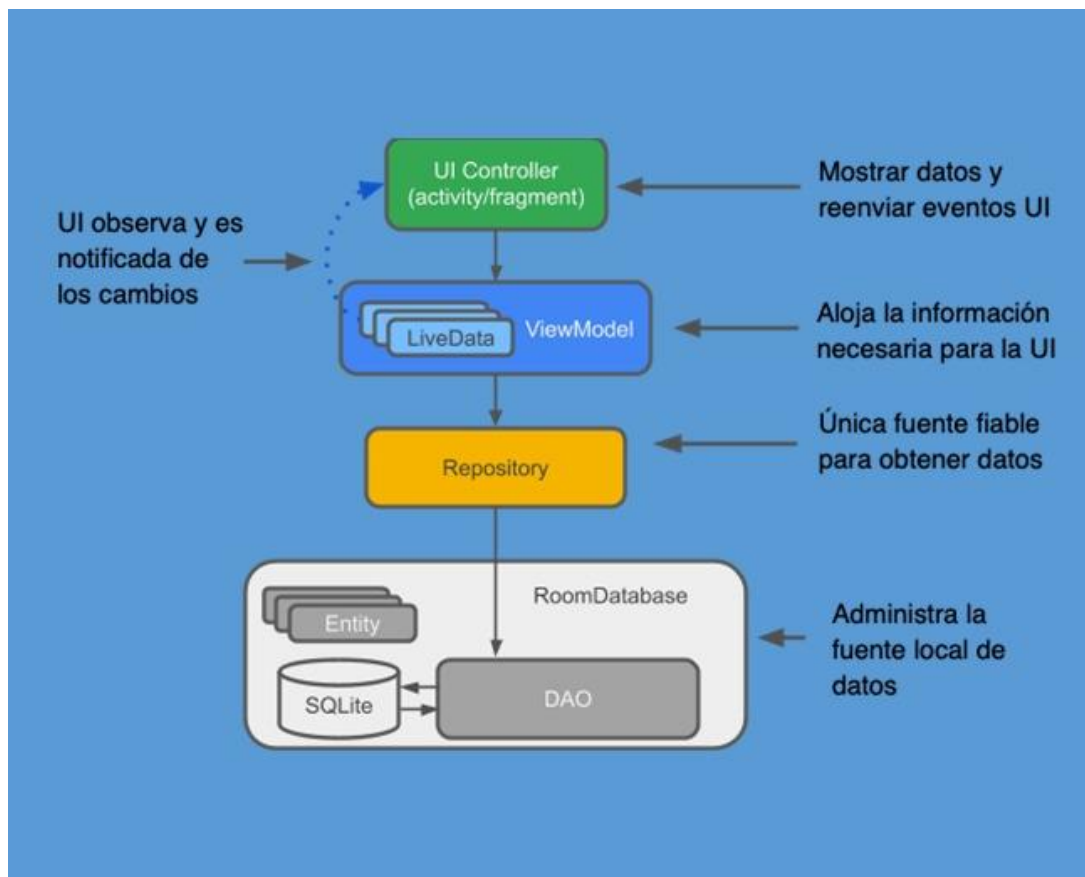 UI Controller
(activity/fragment)
Mostrar datos y
reenviar eventos UI
UI observa y es
notificada de
los cambios
LiveData
ViewModel
Aloja la información
necesaria para la UI
Única fuente fiable
para obtener datos
Repository
RoomDatabase
Entity
SQLite
DAO
Administra la
fuente local de
datos